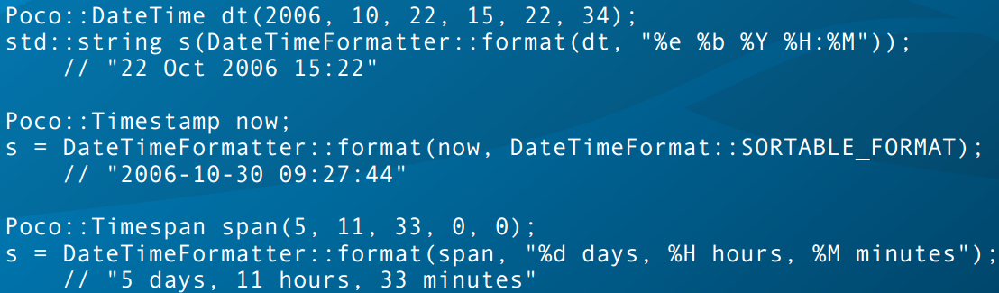 Poco::DateTime dt(2006, 10, 22, 15, 22, 34);
std::string s(DateTimeFormatter::format(dt, "%e %b %Y %H:%M"));
// "22 Oct 2006 15:22"
Poco::Timestamp now;
s = DateTimeFormatter::format(now, DateTimeFormat::SORTABLE_FORMAT);
// "2006-10-30 09:27:44"
Poco::Timespan span(5, 11, 33, 0, 0);
s = DateTimeFormatter::format(span, "%d days, %H hours, %M minutes");
// "5 days, 11 hours, 33 minutes"